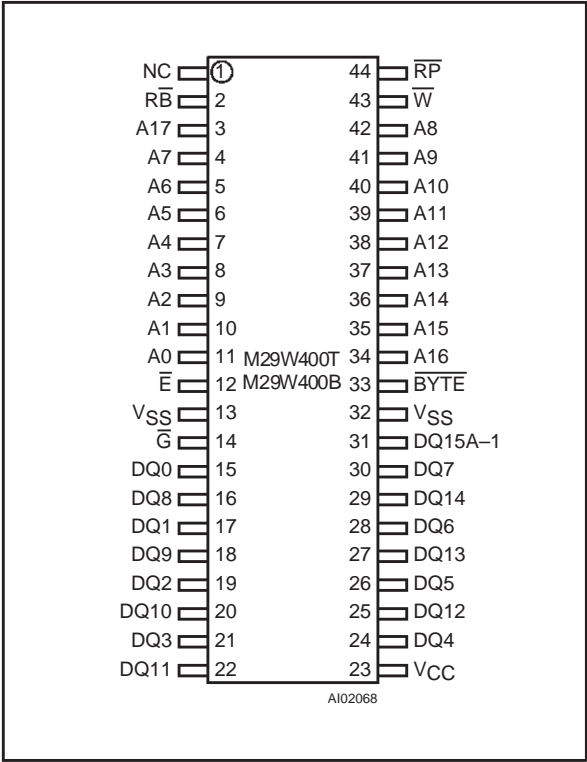 NC 1 44 R̅P̅
RB̅ 2 43 W̅
A17 3 42 A8
A7 4 41 A9
A6 5 40 A10
A5 6 39 A11
A4 7 38 A12
A3 8 37 A13
A2 9 36 A14
A1 10 35 A15
A0 11 M29W400T 34 A16
E̅ 12 M29W400B 33 B̅Y̅T̅E̅
VSS 13 32 VSS
G̅ 14 31 DQ15A–1
DQ0 15 30 DQ7
DQ8 16 29 DQ14
DQ1 17 28 DQ6
DQ9 18 27 DQ13
DQ2 19 26 DQ5
DQ10 20 25 DQ12
DQ3 21 24 DQ4
DQ11 22 23 VCC
AI02068